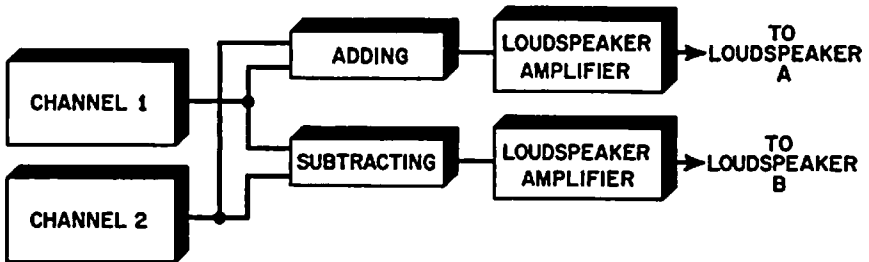 CHANNEL 1
CHANNEL 2
ADDING
SUBTRACTING
LOUDSPEAKER
AMPLIFIER
LOUDSPEAKER
AMPLIFIER
TO
LOUDSPEAKER
A
TO
LOUDSPEAKER
B